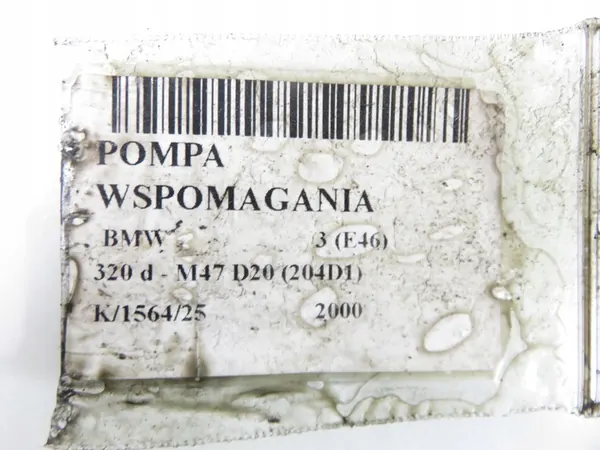 POMPA
WSPOMAGANIA
BMW 3 (E46)
320 d - M47 D20 (204D1)
K/1564/25 2000